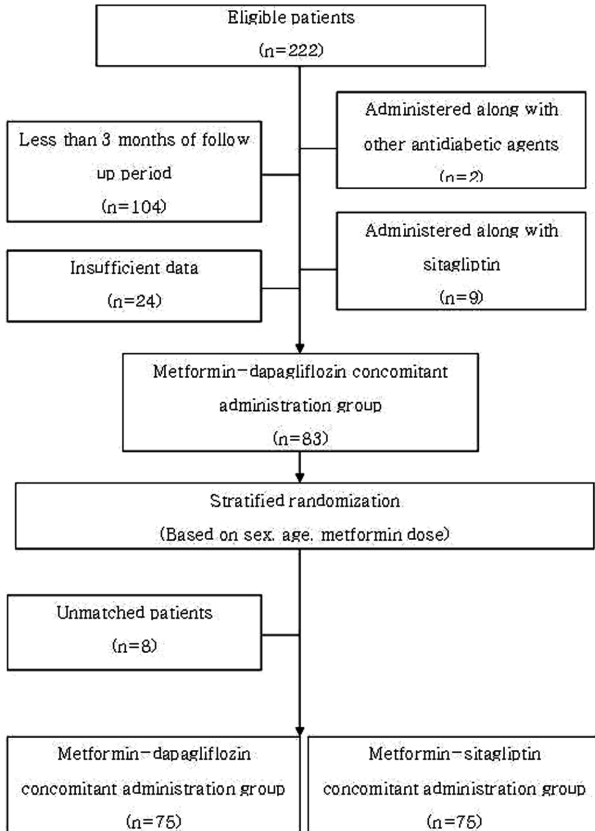 Eligible patients
(n=222)
Administered along with
other antidiabetic agents
(n=2)
Less than 3 months of follow
up period
(n=104)
Administered along with
sitagliptin
(n=9)
Insufficient data
(n=24)
Metformin-dapagliflozin concomitant
administration group
(n=83)
Stratified randomization
(Based on sex, age, metformin dose)
Unmatched patients
(n=8)
Metformin-dapagliflozin
concomitant administration group
(n=75)
Metformin-sitagliptin
concomitant administration group
(n=75)